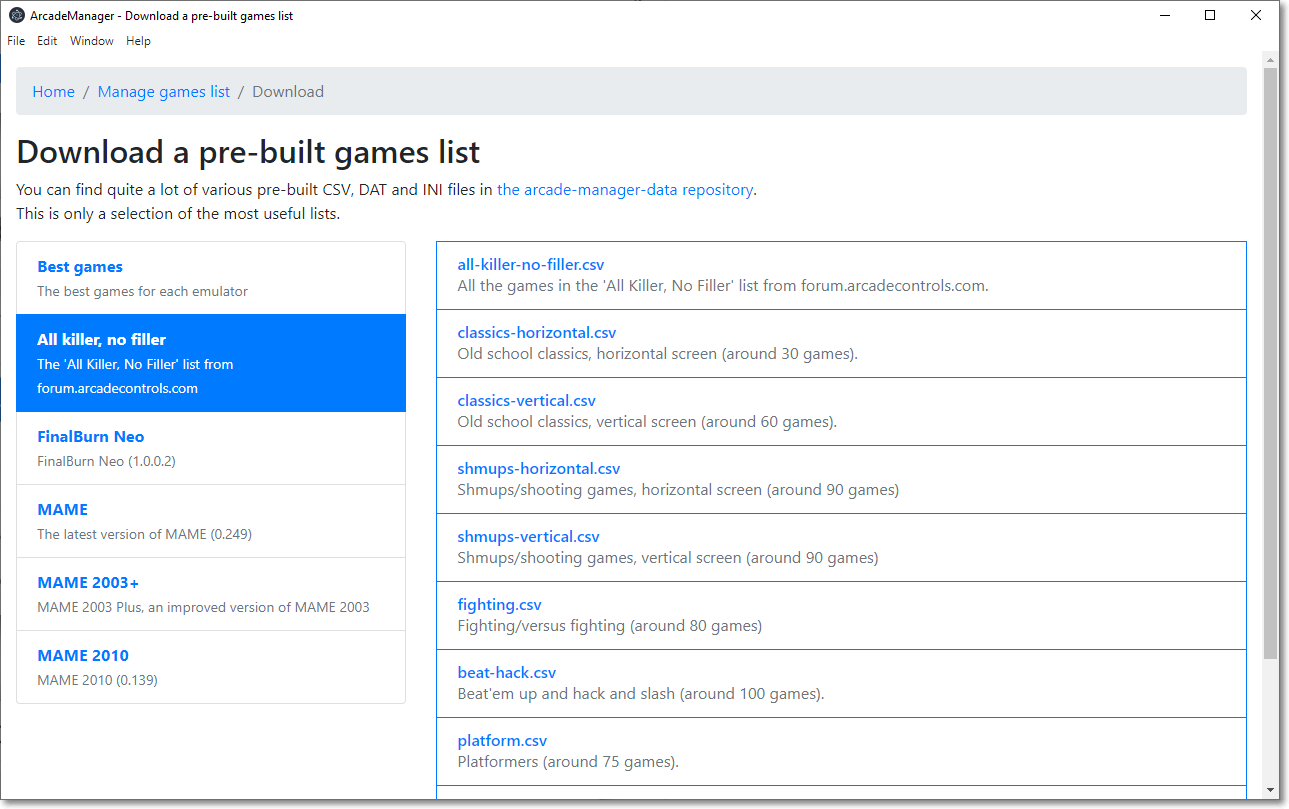 ArcadeManager - Download a pre-built games list
File Edit Window Help
Home / Manage games list / Download
Download a pre-built games list
You can find quite a lot of various pre-built CSV, DAT and INI files in the arcade-manager-data repository.
This is only a selection of the most useful lists.
Best games
The best games for each emulator
All killer, no filler
The 'All Killer, No Filler' list from
forum.arcadecontrols.com
FinalBurn Neo
FinalBurn Neo (1.0.0.2)
MAME
The latest version of MAME (0.249)
MAME 2003+
MAME 2003 Plus, an improved version of MAME 2003
MAME 2010
MAME 2010 (0.139)
all-killer-no-filler.csv
All the games in the 'All Killer, No Filler' list from forum.arcadecontrols.com.
classics-horizontal.csv
Old school classics, horizontal screen (around 30 games).
classics-vertical.csv
Old school classics, vertical screen (around 60 games).
shmups-horizontal.csv
Shmups/shooting games, horizontal screen (around 90 games)
shmups-vertical.csv
Shmups/shooting games, vertical screen (around 90 games)
fighting.csv
Fighting/versus fighting (around 80 games)
beat-hack.csv
Beat'em up and hack and slash (around 100 games).
platform.csv
Platformers (around 75 games).